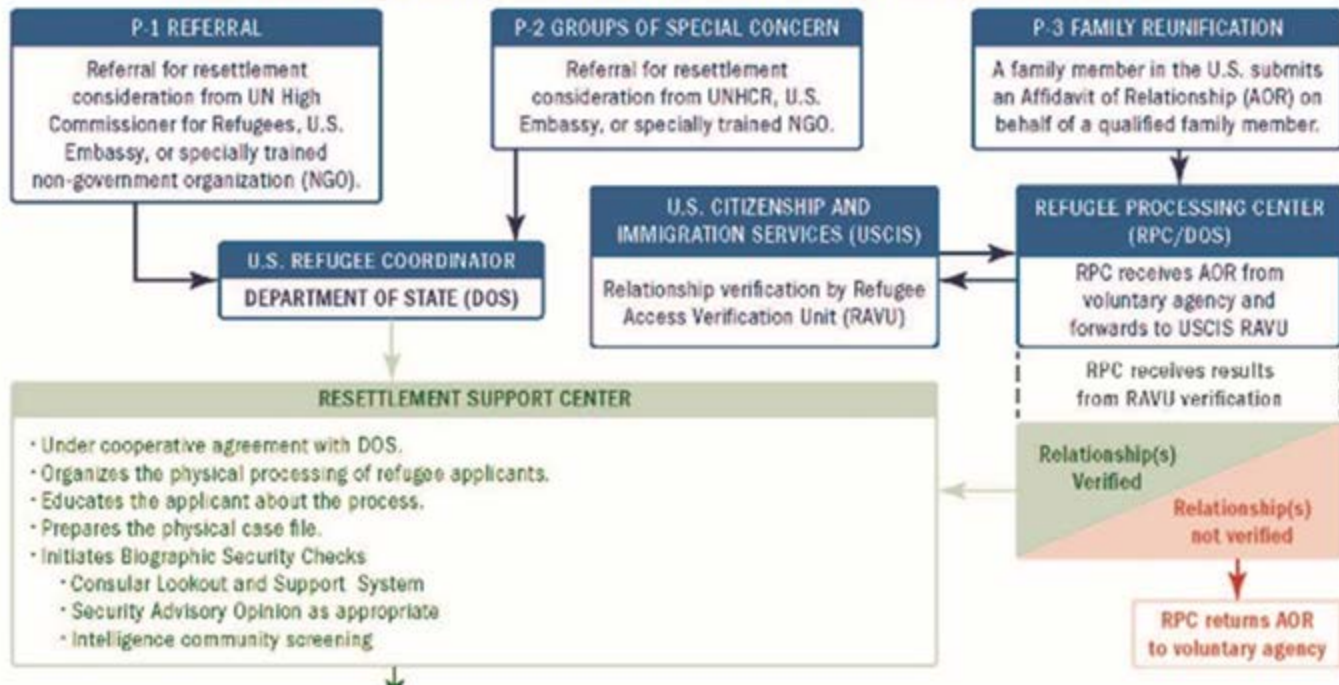 P-1 REFERRAL
Referral for resettlement
consideration from UN High
Commissioner for Refugees, U.S.
Embassy, or specially trained
non-government organization (NGO).
P-2 GROUPS OF SPECIAL CONCERN
Referral for resettlement
consideration from UNHCR, U.S.
Embassy, or specially trained NGO.
P-3 FAMILY REUNIFICATION
A family member in the U.S. submits
an Affidavit of Relationship (AOR) on
behalf of a qualified family member.
U.S. REFUGEE COORDINATOR
DEPARTMENT OF STATE (DOS)
U.S. CITIZENSHIP AND
IMMIGRATION SERVICES (USCIS)
Relationship verification by Refugee
Access Verification Unit (RAVU)
REFUGEE PROCESSING CENTER
(RPC/DOS)
RPC receives AOR from
voluntary agency and
forwards to USCIS RAVU
RPC receives results
from RAVU verification
Relationship(s)
Verified
Relationship(s)
not verified
RPC returns AOR
to voluntary agency
RESETTLEMENT SUPPORT CENTER
· Under cooperative agreement with DOS.
· Organizes the physical processing of refugee applicants.
· Educates the applicant about the process.
· Prepares the physical case file.
· Initiates Biographic Security Checks
· Consular Lookout and Support System
· Security Advisory Opinion as appropriate
· Intelligence community screening